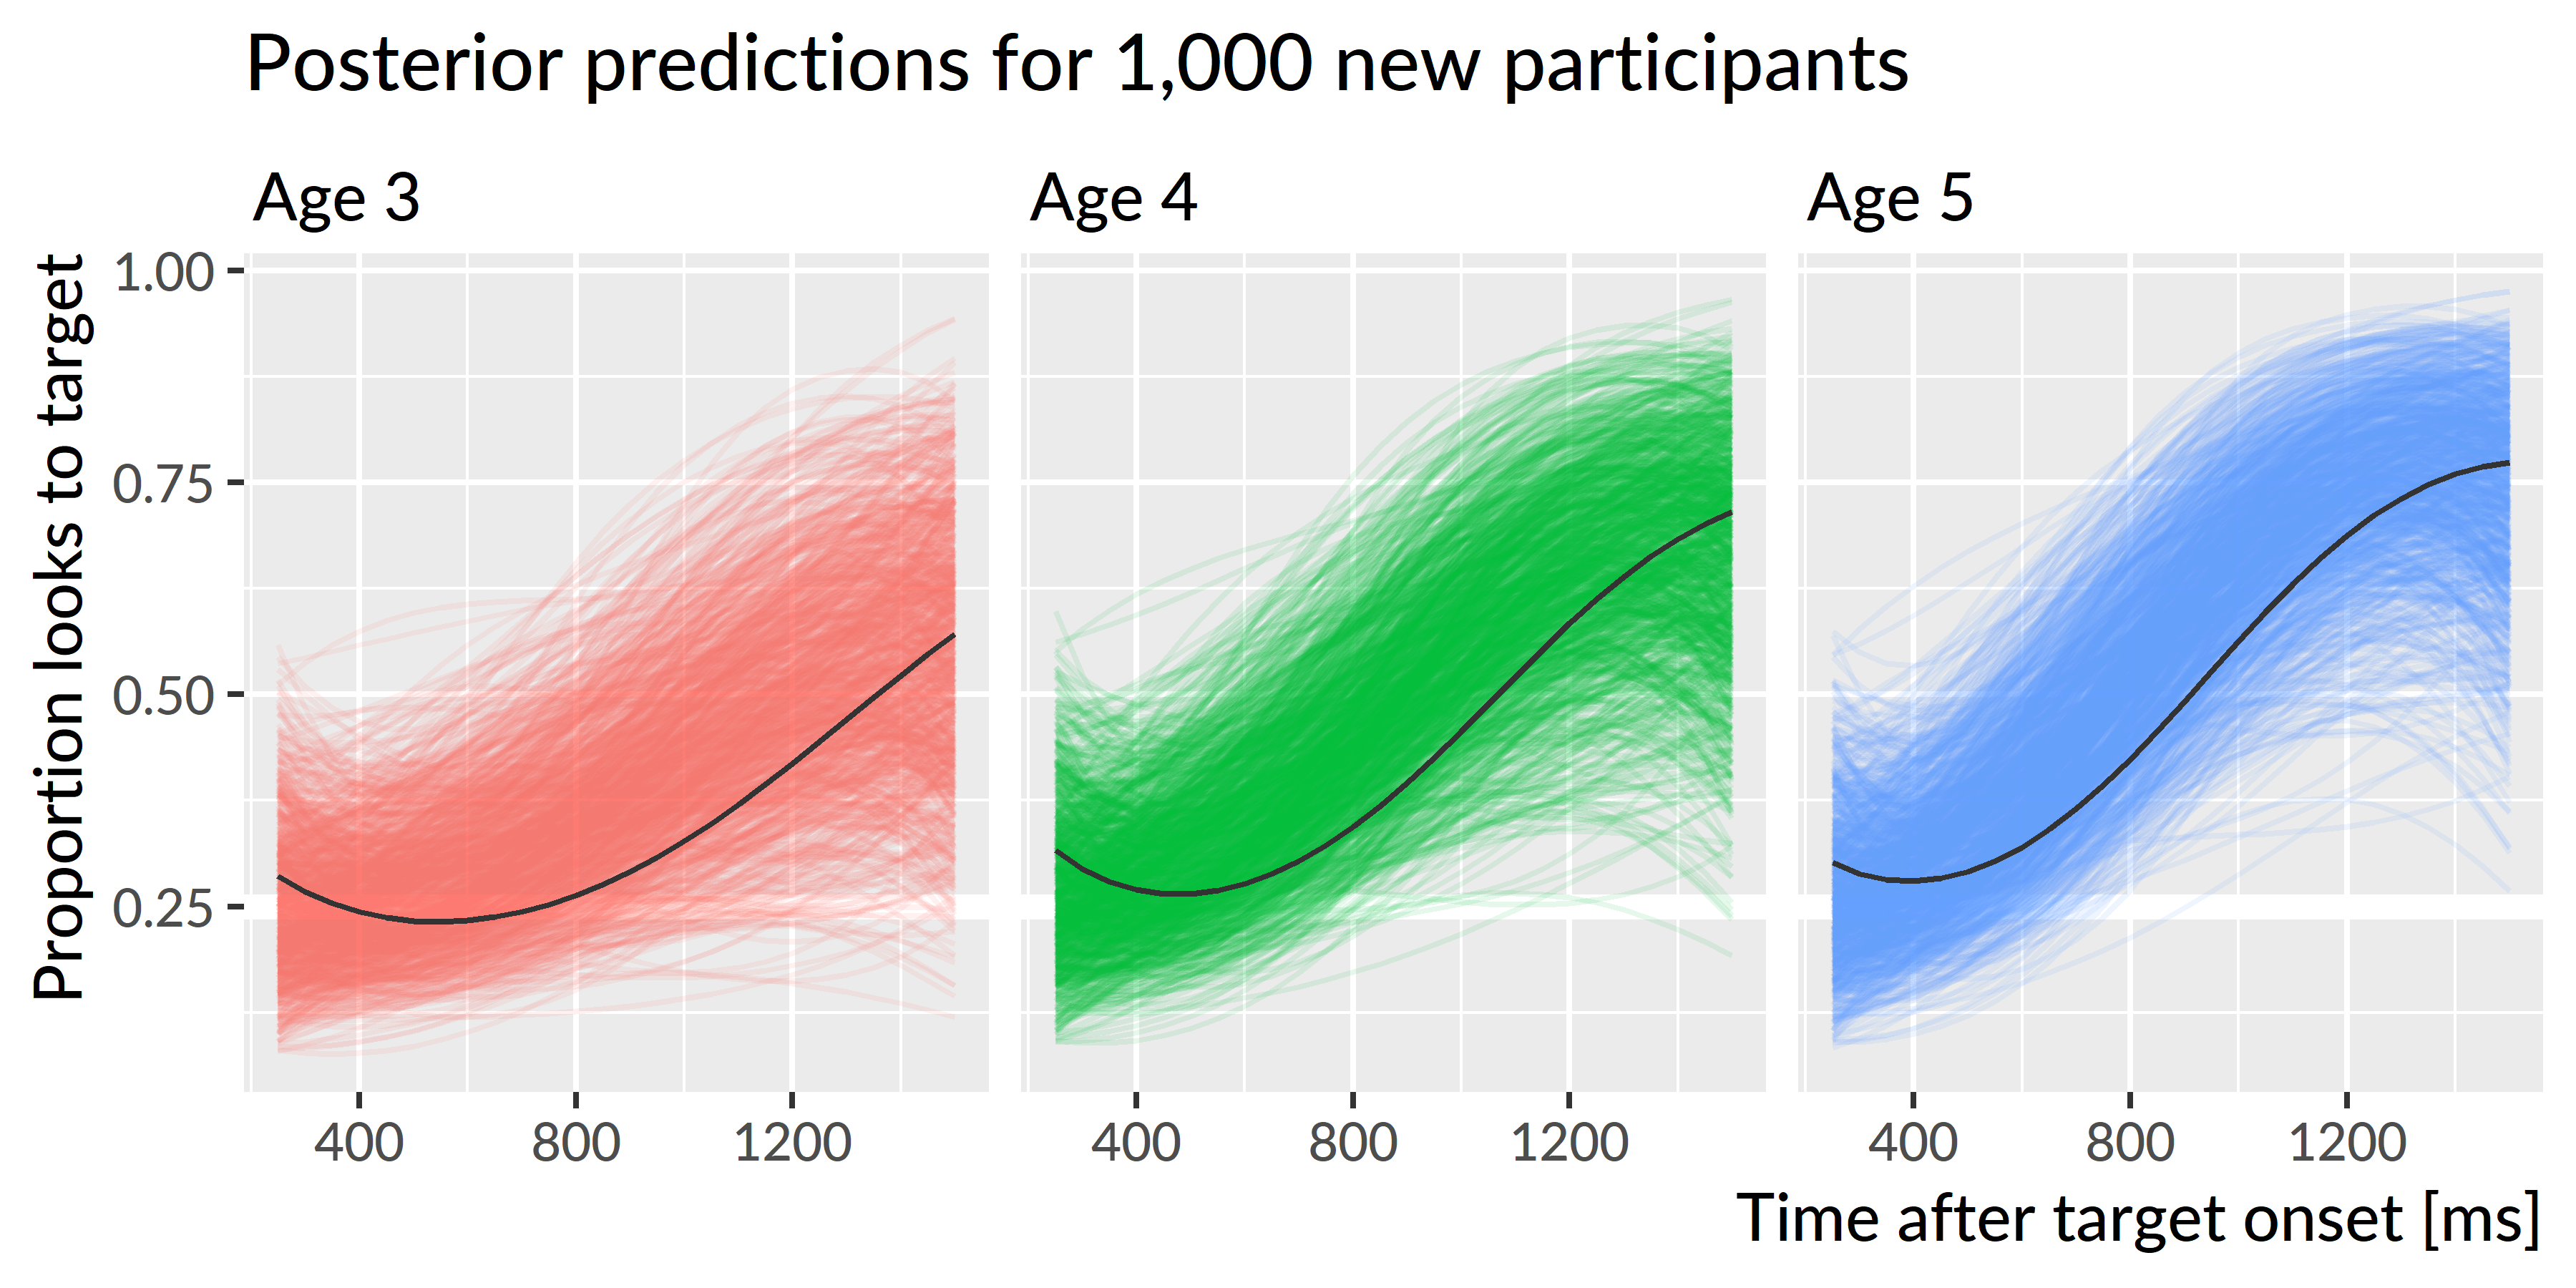 Posterior predictions for 1,000 new participants
Age 3
Age 4
Age 5
Proportion looks to target
1.00
0.75
0.50
0.25
400 800 1200
400 800 1200
400 800 1200
Time after target onset [ms]